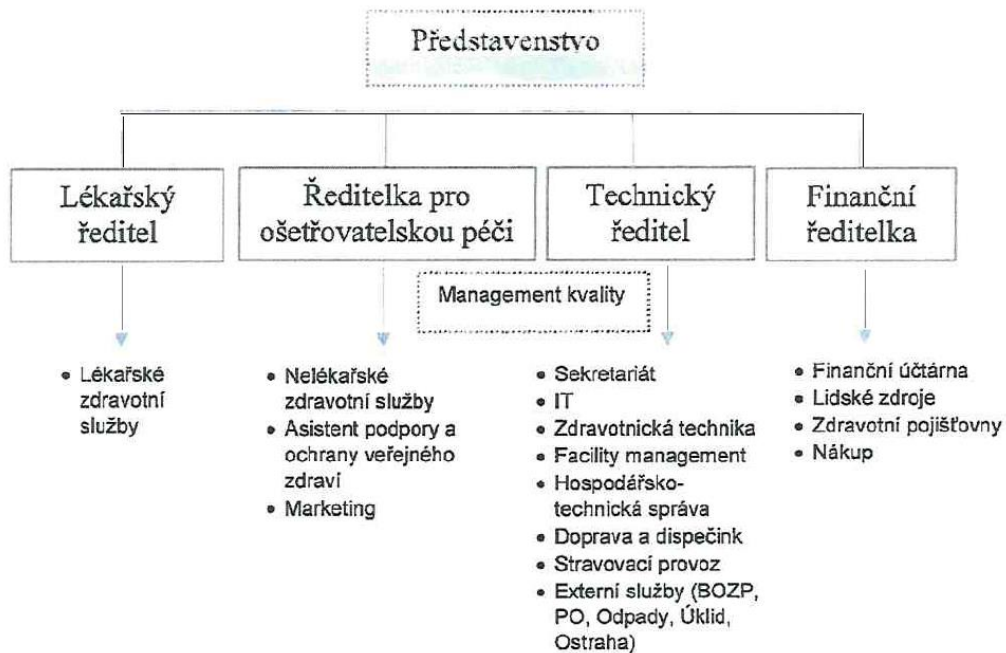 Představenstvo
Lékařský
ředitel
Ředitelka pro
ošetřovatelskou péči
Technický
ředitel
Finanční
ředitelka
Management kvality
• Lékařské
zdravotní
služby
• Nelékařské
zdravotní služby
• Asistent podpory a
ochrany veřejného
zdraví
• Marketing
• Sekretariát
• IT
• Zdravotnická technika
• Facility management
• Hospodářsko-
technická správa
• Doprava a dispečink
• Stravovací provoz
• Externí služby (BOZP,
PO, Odpady, Úklid,
Ostraha)
• Finanční účtárna
• Lidské zdroje
• Zdravotní pojišťovny
• Nákup